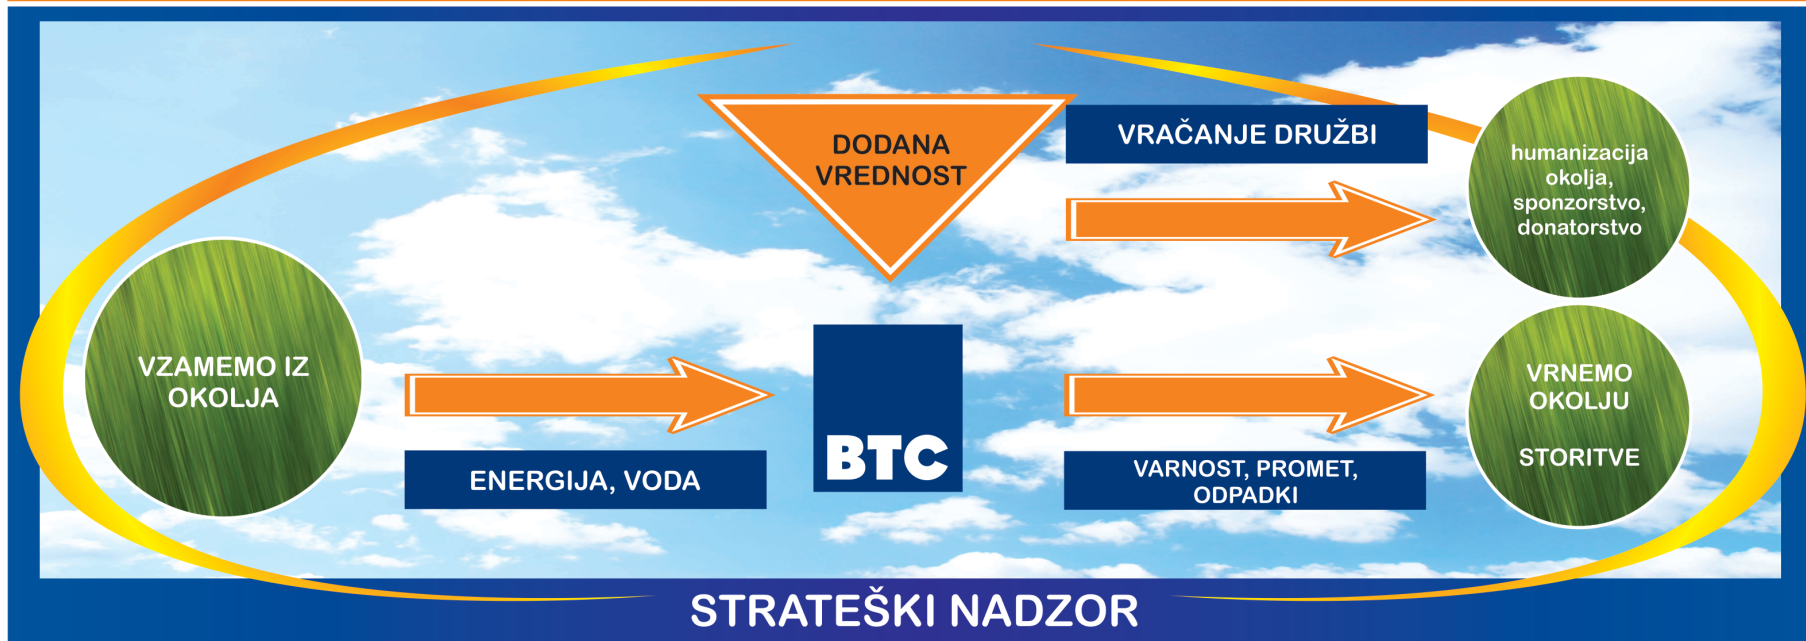 DODANA
VREDNOST
VRAČANJE DRUŽBI
humanizacija
okolja,
sponzorstvo,
donatorstvo
VZAMEMO IZ
OKOLJA
ENERGIJA, VODA
BTC
VARNOST, PROMET,
ODPADKI
VRNEMO
OKOLJU
STORITVE
STRATEŠKI NADZOR